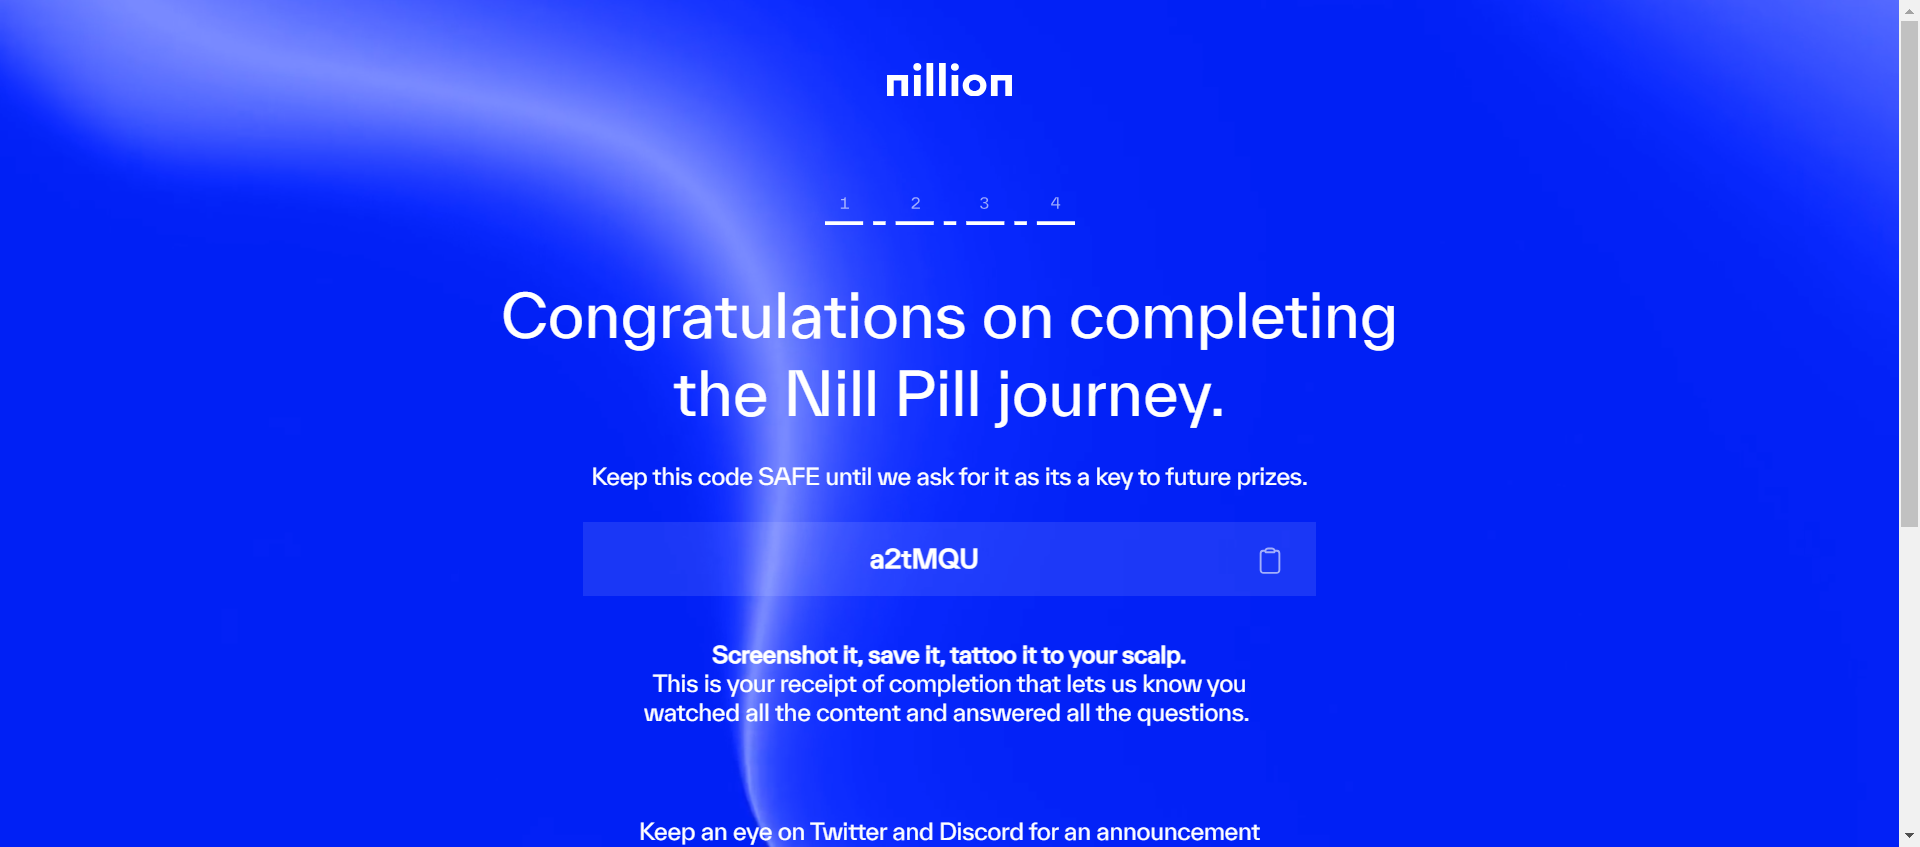 nillion
1 2 3 4
Congratulations on completing
the Nill Pill journey.
Keep this code SAFE until we ask for it as its a key to future prizes.
a2tMQU
Screenshot it, save it, tattoo it to your scalp.
This is your receipt of completion that lets us know you
watched all the content and answered all the questions.
Keep an eye on Twitter and Discord for an announcement